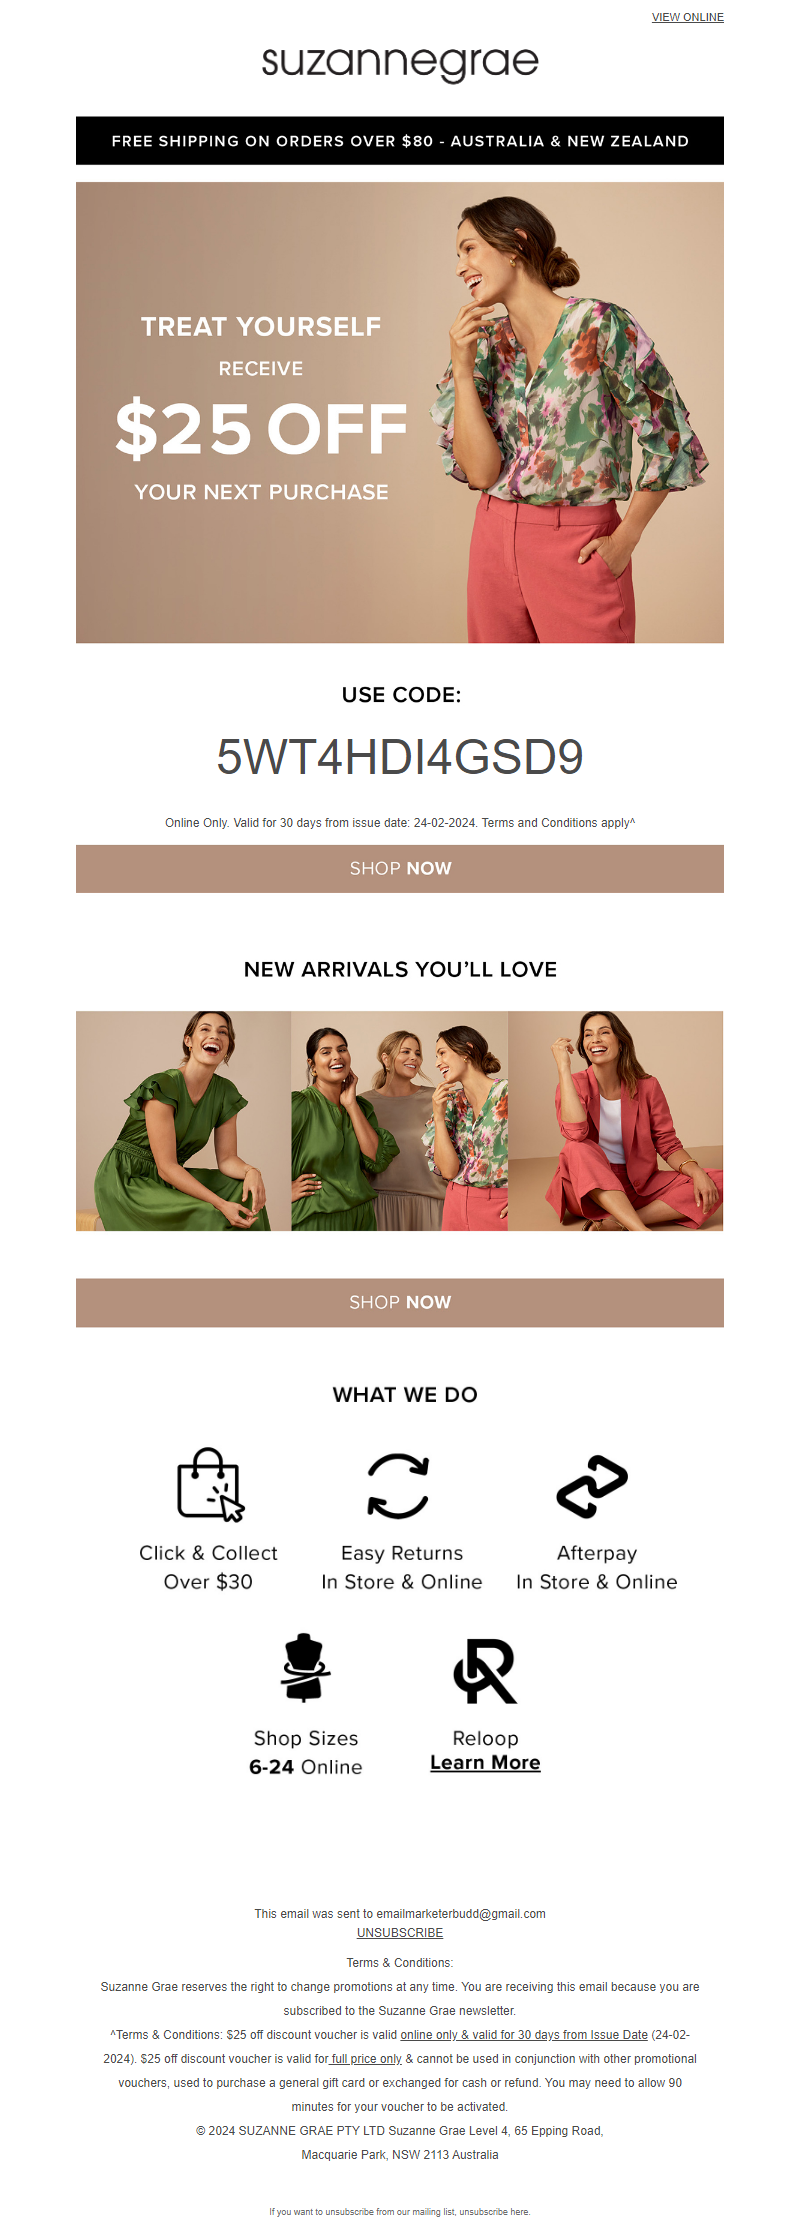 VIEW ONLINE
suzannegrae
FREE SHIPPING ON ORDERS OVER $80 - AUSTRALIA & NEW ZEALAND
TREAT YOURSELF
RECEIVE
$25 OFF
YOUR NEXT PURCHASE
USE CODE:
5WT4HDI4GSD9
Online Only. Valid for 30 days from issue date: 24-02-2024. Terms and Conditions apply^
SHOP NOW
NEW ARRIVALS YOU'LL LOVE
SHOP NOW
WHAT WE DO
Click & Collect
Over $30
Easy Returns
In Store & Online
Afterpay
In Store & Online
Shop Sizes
6-24 Online
Reloop
Learn More
This email was sent to emailmarketerbudd@gmail.com
UNSUBSCRIBE
Terms & Conditions:
Suzanne Grae reserves the right to change promotions at any time. You are receiving this email because you are
subscribed to the Suzanne Grae newsletter.
^Terms & Conditions: $25 off discount voucher is valid online only & valid for 30 days from Issue Date (24-02-
2024). $25 off discount voucher is valid for full price only & cannot be used in conjunction with other promotional
vouchers, used to purchase a general gift card or exchanged for cash or refund. You may need to allow 90
minutes for your voucher to be activated.
© 2024 SUZANNE GRAE PTY LTD Suzanne Grae Level 4, 65 Epping Road,
Macquarie Park, NSW 2113 Australia
If you want to unsubscribe from our mailing list, unsubscribe here.